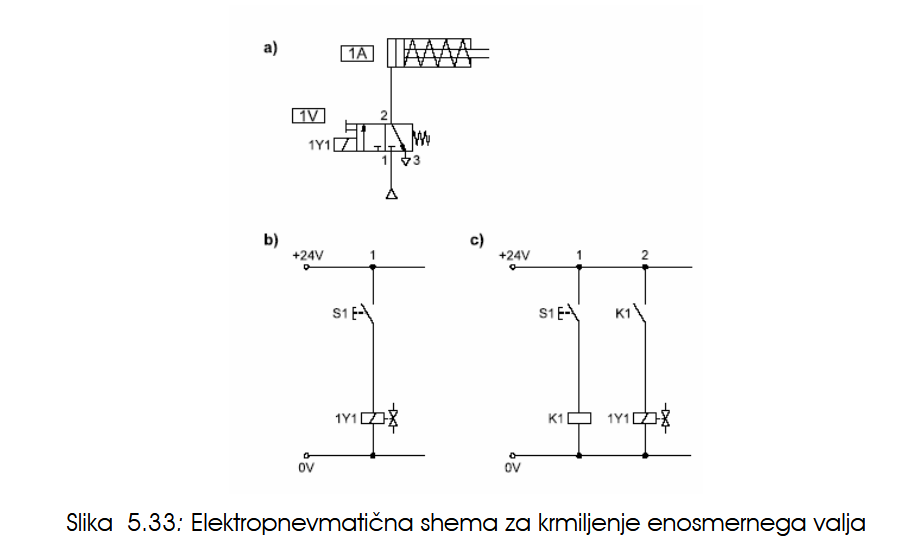 a)
1A
1V
2
1Y1
1
3
b)
c)
+24V
1
+24V
1
2
S1
S1
K1
1Y1
K1
1Y1
0V
0V
Slika 5.33: Elektropnevmatična shema za krmiljenje enosmernega valja